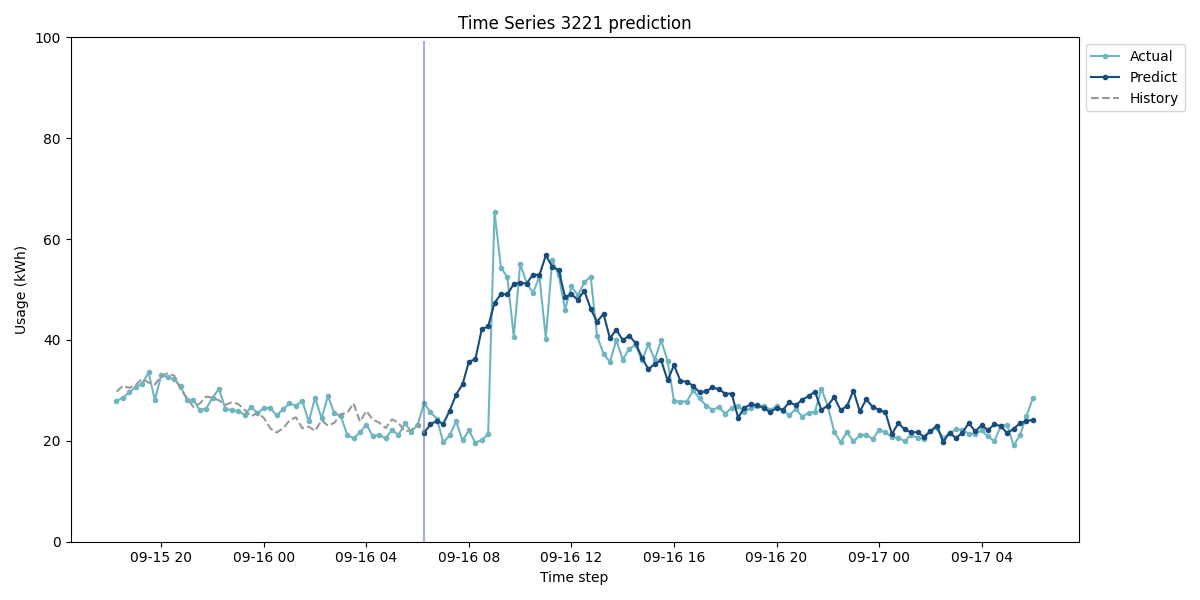 Time Series 3221 prediction
100
80
60
40
20
0
Usage (kWh)
09-15 20
09-16 00
09-16 04
09-16 08
09-16 12
09-16 16
09-16 20
09-17 00
09-17 04
Time step
Actual
Predict
History